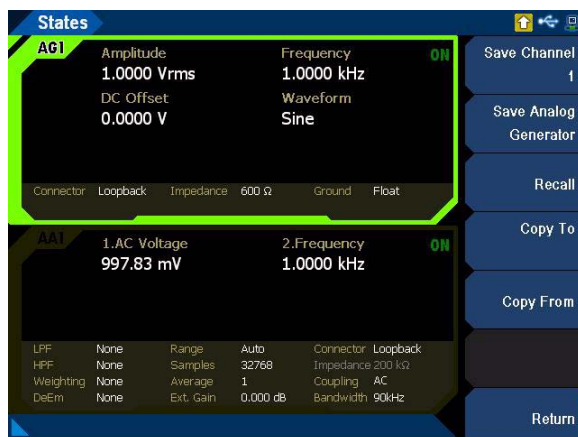 States
AG1
Amplitude Frequency ON
1.0000 Vrms 1.0000 kHz
DC Offset Waveform
0.0000 V Sine
Connector Loopback Impedance 600 Ω Ground Float
AA1
1.AC Voltage 2.Frequency ON
997.83 mV 1.0000 kHz
LPF None Range Auto Connector Loopback
HPF None Samples 32768 Impedance 200 kΩ
Weighting None Average 1 Coupling AC
DeEm None Ext. Gain 0.000 dB Bandwidth 90kHz
Save Channel
1
Save Analog
Generator
Recall
Copy To
Copy From
Return